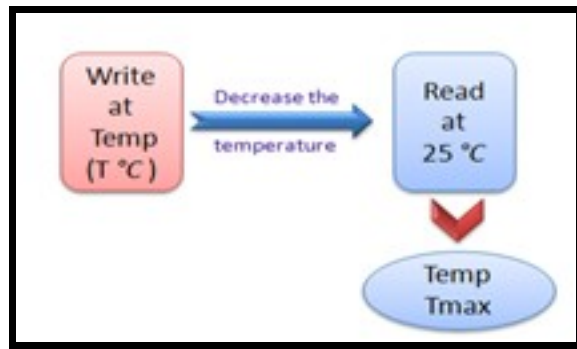 Write
at
Temp
(T °C )
Decrease the
temperature
Read
at
25 °C
Temp
Tmax